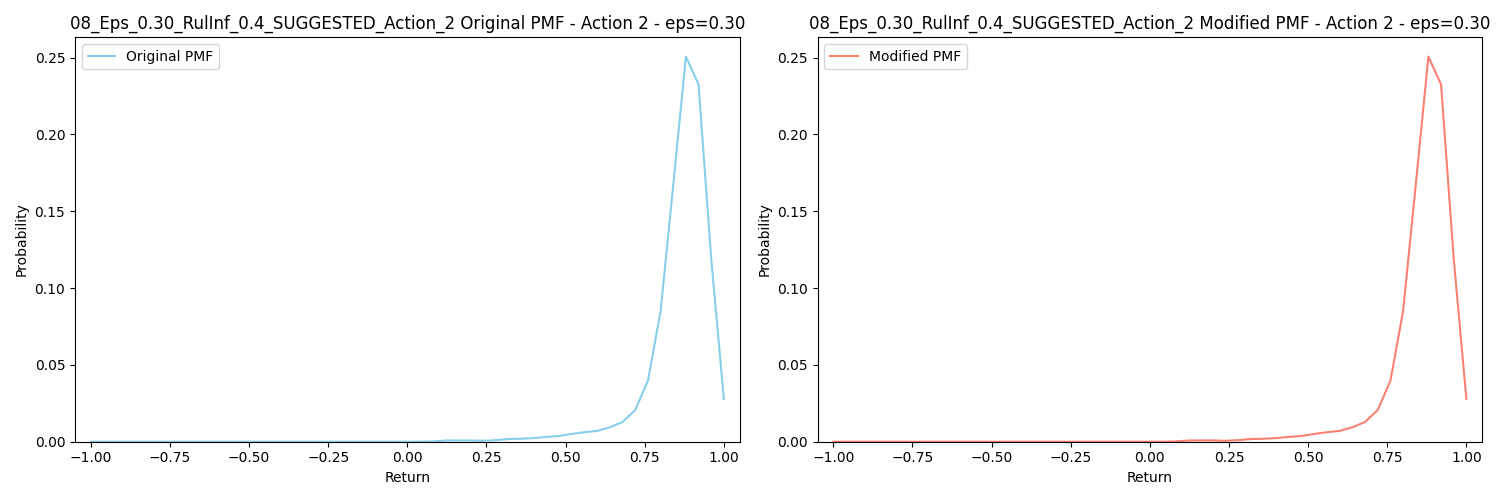 08_Eps_0.30_RulInf_0.4_SUGGESTED_Action_2 Original PMF - Action 2 - eps=0.30
Original PMF
0.25
0.20
0.15
0.10
0.05
0.00
Probability
−1.00 −0.75 −0.50 −0.25 0.00 0.25 0.50 0.75 1.00
Return
08_Eps_0.30_RulInf_0.4_SUGGESTED_Action_2 Modified PMF - Action 2 - eps=0.30
Modified PMF
0.25
0.20
0.15
0.10
0.05
0.00
Probability
−1.00 −0.75 −0.50 −0.25 0.00 0.25 0.50 0.75 1.00
Return